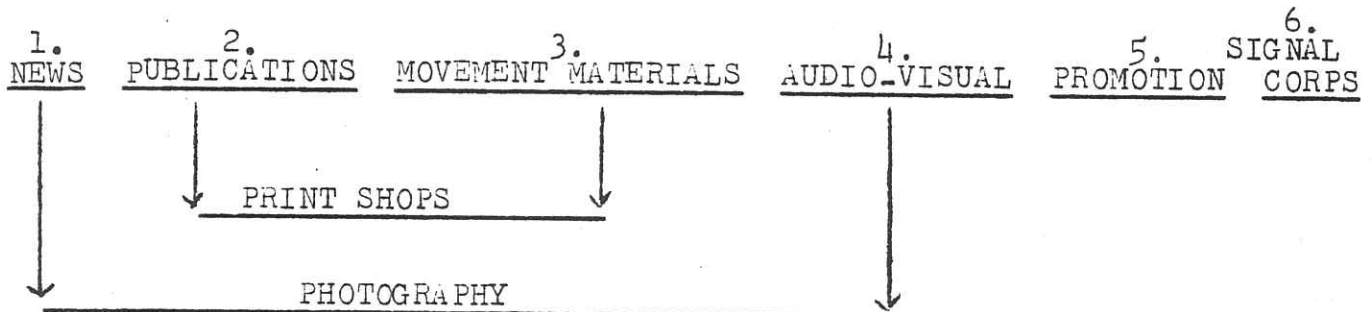 1. 2. 3. 4. 5. 6.
NEWS PUBLICATIONS MOVEMENT MATERIALS AUDIO-VISUAL PROMOTION SIGNAL CORPS
PRINT SHOPS
PHOTOGRAPHY